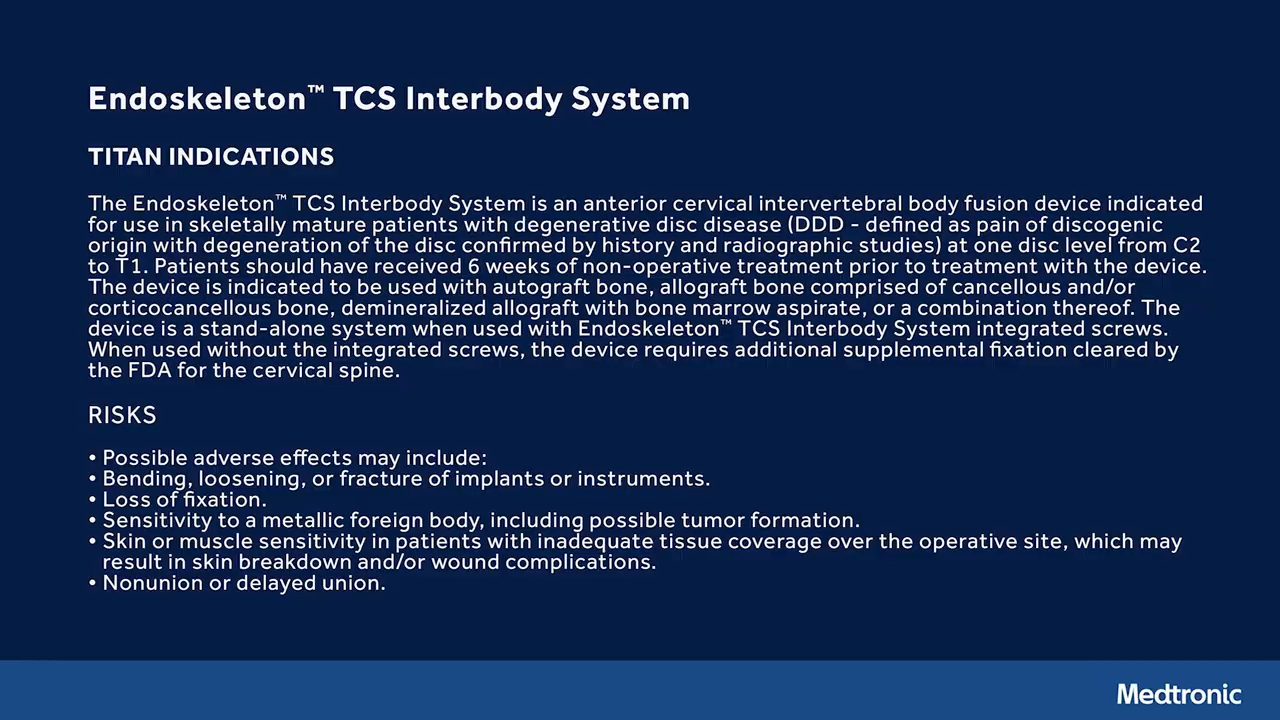 Endoskeleton™ TCS Interbody System
TITAN INDICATIONS
The Endoskeleton™ TCS Interbody System is an anterior cervical intervertebral body fusion device indicated
for use in skeletally mature patients with degenerative disc disease (DDD - defined as pain of discogenic
origin with degeneration of the disc confirmed by history and radiographic studies) at one disc level from C2
to T1. Patients should have received 6 weeks of non-operative treatment prior to treatment with the device.
The device is indicated to be used with autograft bone, allograft bone comprised of cancellous and/or
corticocancellous bone, demineralized allograft with bone marrow aspirate, or a combination thereof. The
device is a stand-alone system when used with Endoskeleton™ TCS Interbody System integrated screws.
When used without the integrated screws, the device requires additional supplemental fixation cleared by
the FDA for the cervical spine.
RISKS
• Possible adverse effects may include:
• Bending, loosening, or fracture of implants or instruments.
• Loss of fixation.
• Sensitivity to a metallic foreign body, including possible tumor formation.
• Skin or muscle sensitivity in patients with inadequate tissue coverage over the operative site, which may
result in skin breakdown and/or wound complications.
• Nonunion or delayed union.
Medtronic